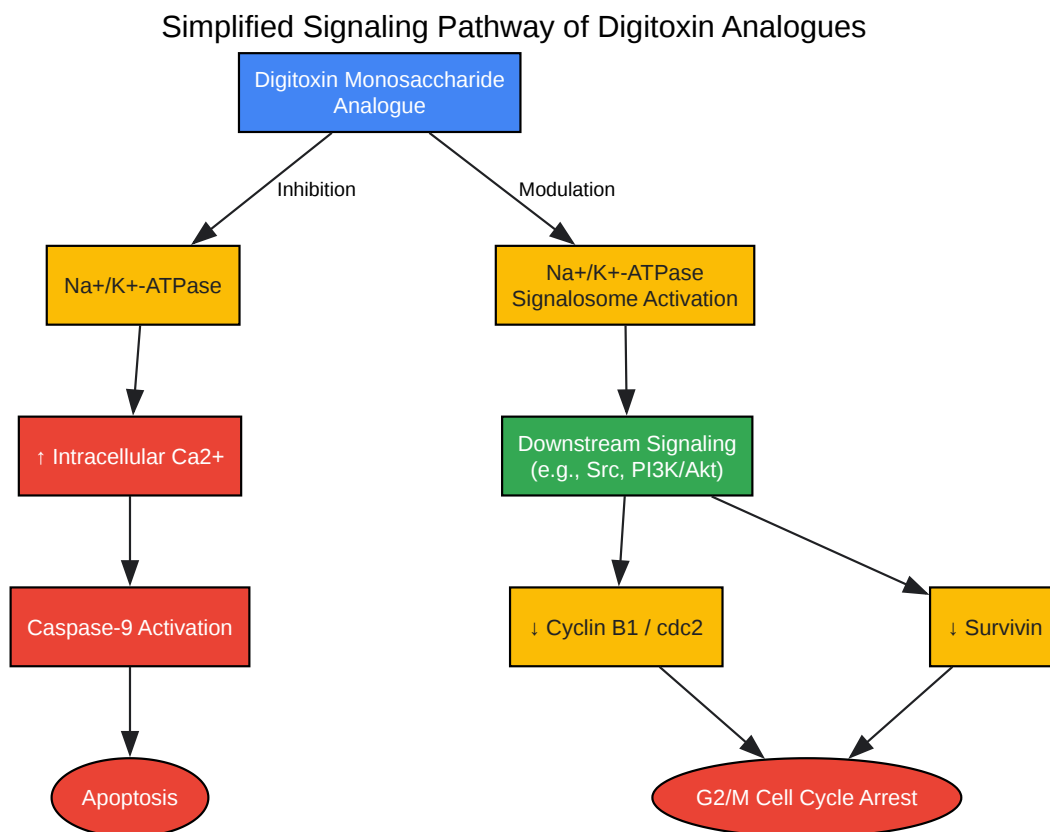 Simplified Signaling Pathway of Digitoxin Analogues
Digitoxin Monosaccharide
Analogue
Inhibition
Modulation
Na+/K+-ATPase
Na+/K+-ATPase
Signalosome Activation
↑ Intracellular Ca2+
Downstream Signaling
(e.g., Src, PI3K/Akt)
Caspase-9 Activation
↓ Cyclin B1 / cdc2
↓ Survivin
Apoptosis
G2/M Cell Cycle Arrest